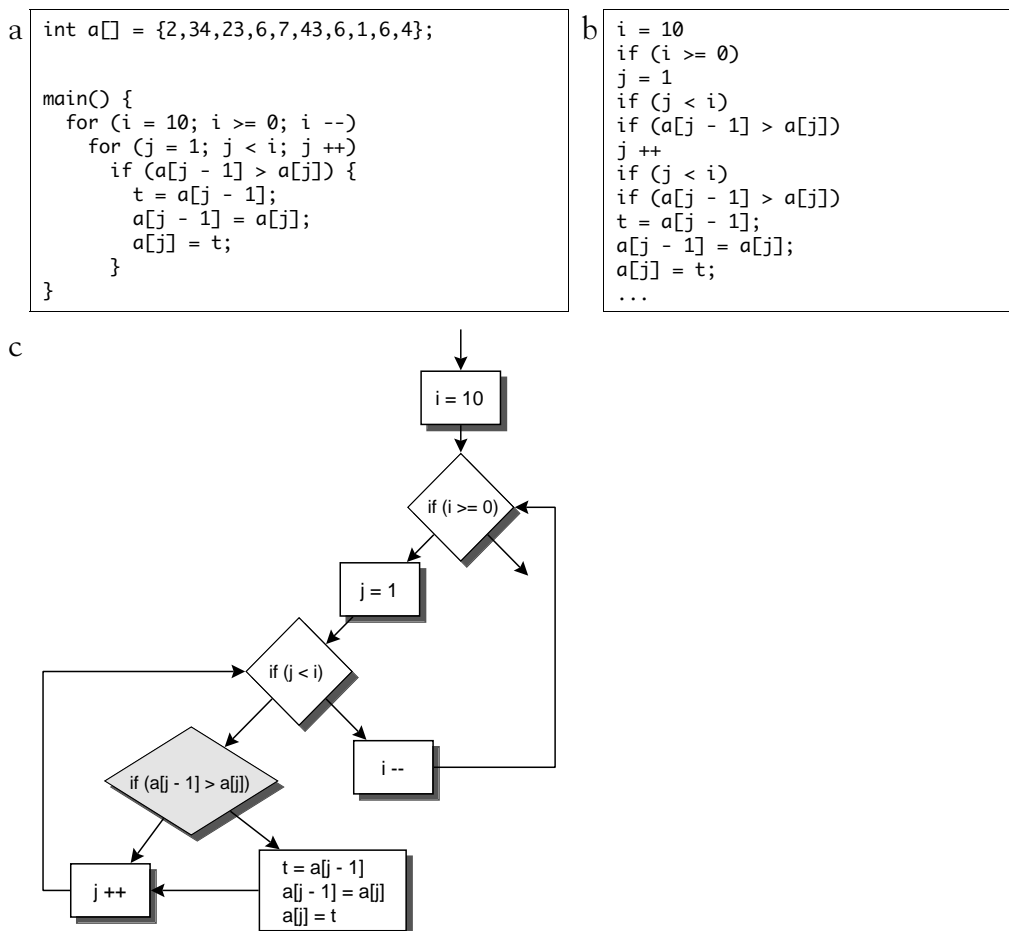 a
int a[] = {2,34,23,6,7,43,6,1,6,4};
main() {
for (i = 10; i >= 0; i --)
for (j = 1; j < i; j ++)
if (a[j - 1] > a[j]) {
t = a[j - 1];
a[j - 1] = a[j];
a[j] = t;
}
}
b
i = 10
if (i >= 0)
j = 1
if (j < i)
if (a[j - 1] > a[j])
j ++
if (j < i)
if (a[j - 1] > a[j])
t = a[j - 1];
a[j - 1] = a[j];
a[j] = t;
...
c
i = 10
if (i >= 0)
j = 1
if (j < i)
i --
if (a[j - 1] > a[j])
j ++
t = a[j - 1]
a[j - 1] = a[j]
a[j] = t